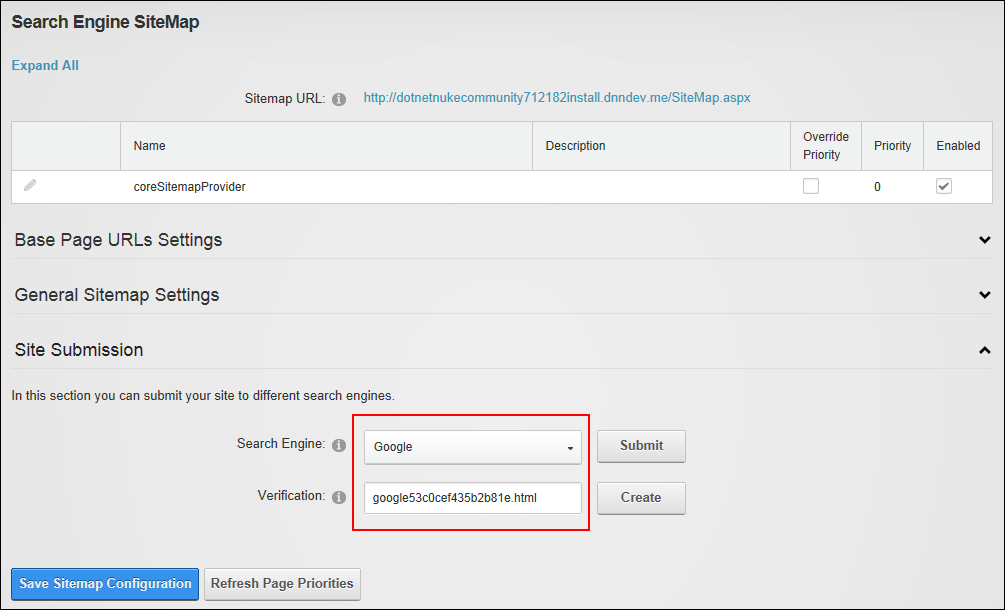 Search Engine SiteMap
Expand All
Sitemap URL: http://dotnetnukecommunity712182install.dnndev.me/SiteMap.aspx
Name Description Override Priority Priority Enabled
coreSitemapProvider 0
Base Page URLs Settings
General Sitemap Settings
Site Submission
In this section you can submit your site to different search engines.
Search Engine: Google Submit
Verification: google53c0cef435b2b81e.html Create
Save Sitemap Configuration Refresh Page Priorities